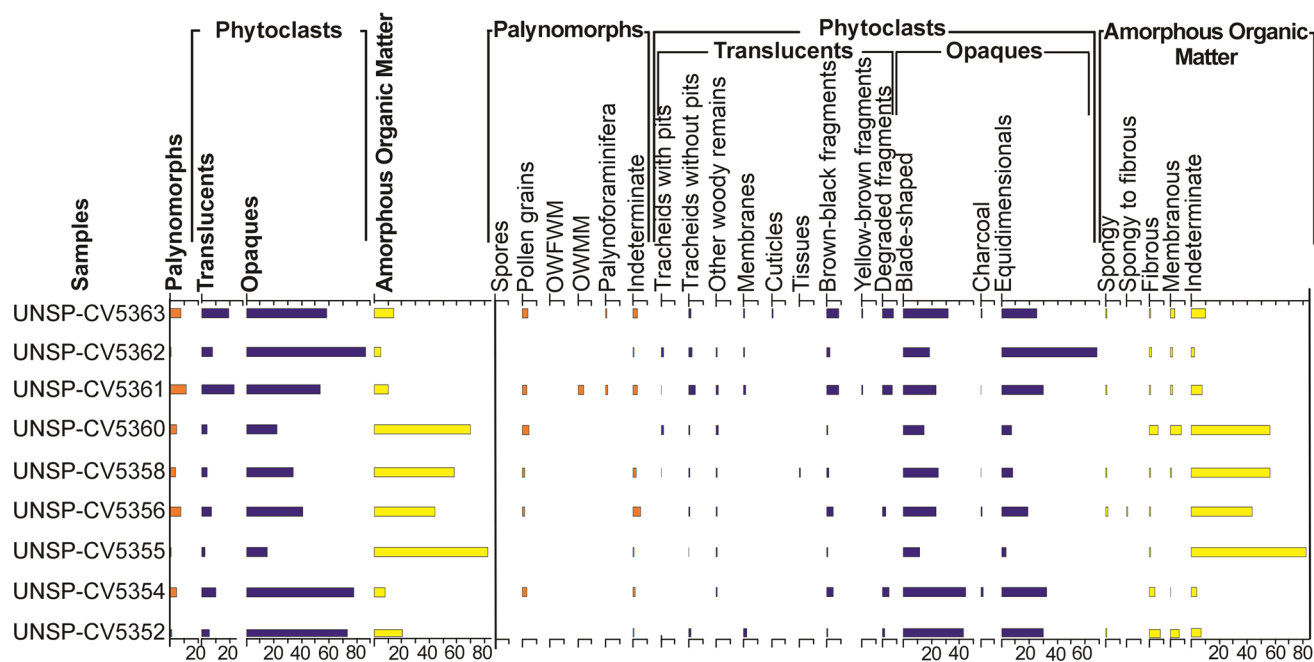 Phytoclasts
Palynomorphs
Phytoclasts
Amorphous Organic
Matter
Translucents
Opaques
Samples
Palynomorphs
Translucents
Opaques
Amorphous Organic Matter
Spores
Pollen grains
OWFWM
OWMM
Palynoforaminifera
Indeterminate
Tracheids with pits
Tracheids without pits
Other woody remains
Membranes
Cuticles
Tissues
Brown-black fragments
Yellow-brown fragments
Degraded fragments
Blade-shaped
Charcoal
Equidimensionals
Spongy
Spongy to fibrous
Fibrous
Membranous
Indeterminate
UNSP-CV5363
UNSP-CV5362
UNSP-CV5361
UNSP-CV5360
UNSP-CV5358
UNSP-CV5356
UNSP-CV5355
UNSP-CV5354
UNSP-CV5352
20 20 20 40 60 80 20 40 60 80 20 40 20 40 60 20 40 60 80